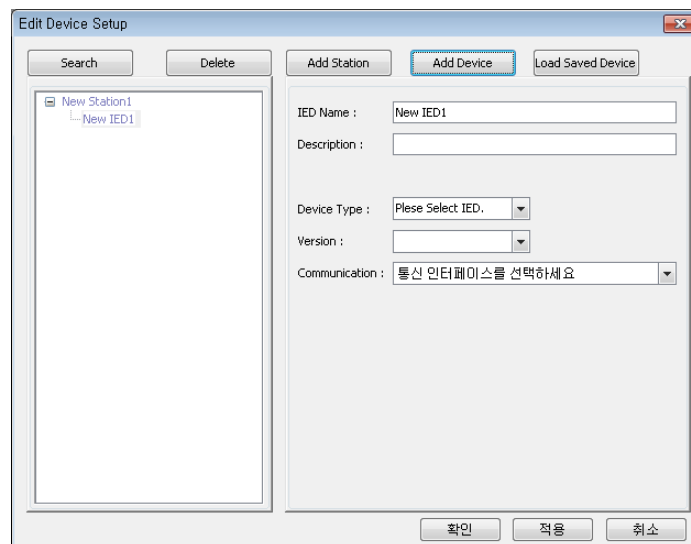 Edit Device Setup
Search Delete Add Station Add Device Load Saved Device
New Station1
New IED1
IED Name : New IED1
Description :
Device Type : Plese Select IED.
Version :
Communication : 통신 인터페이스를 선택하세요
확인 적용 취소